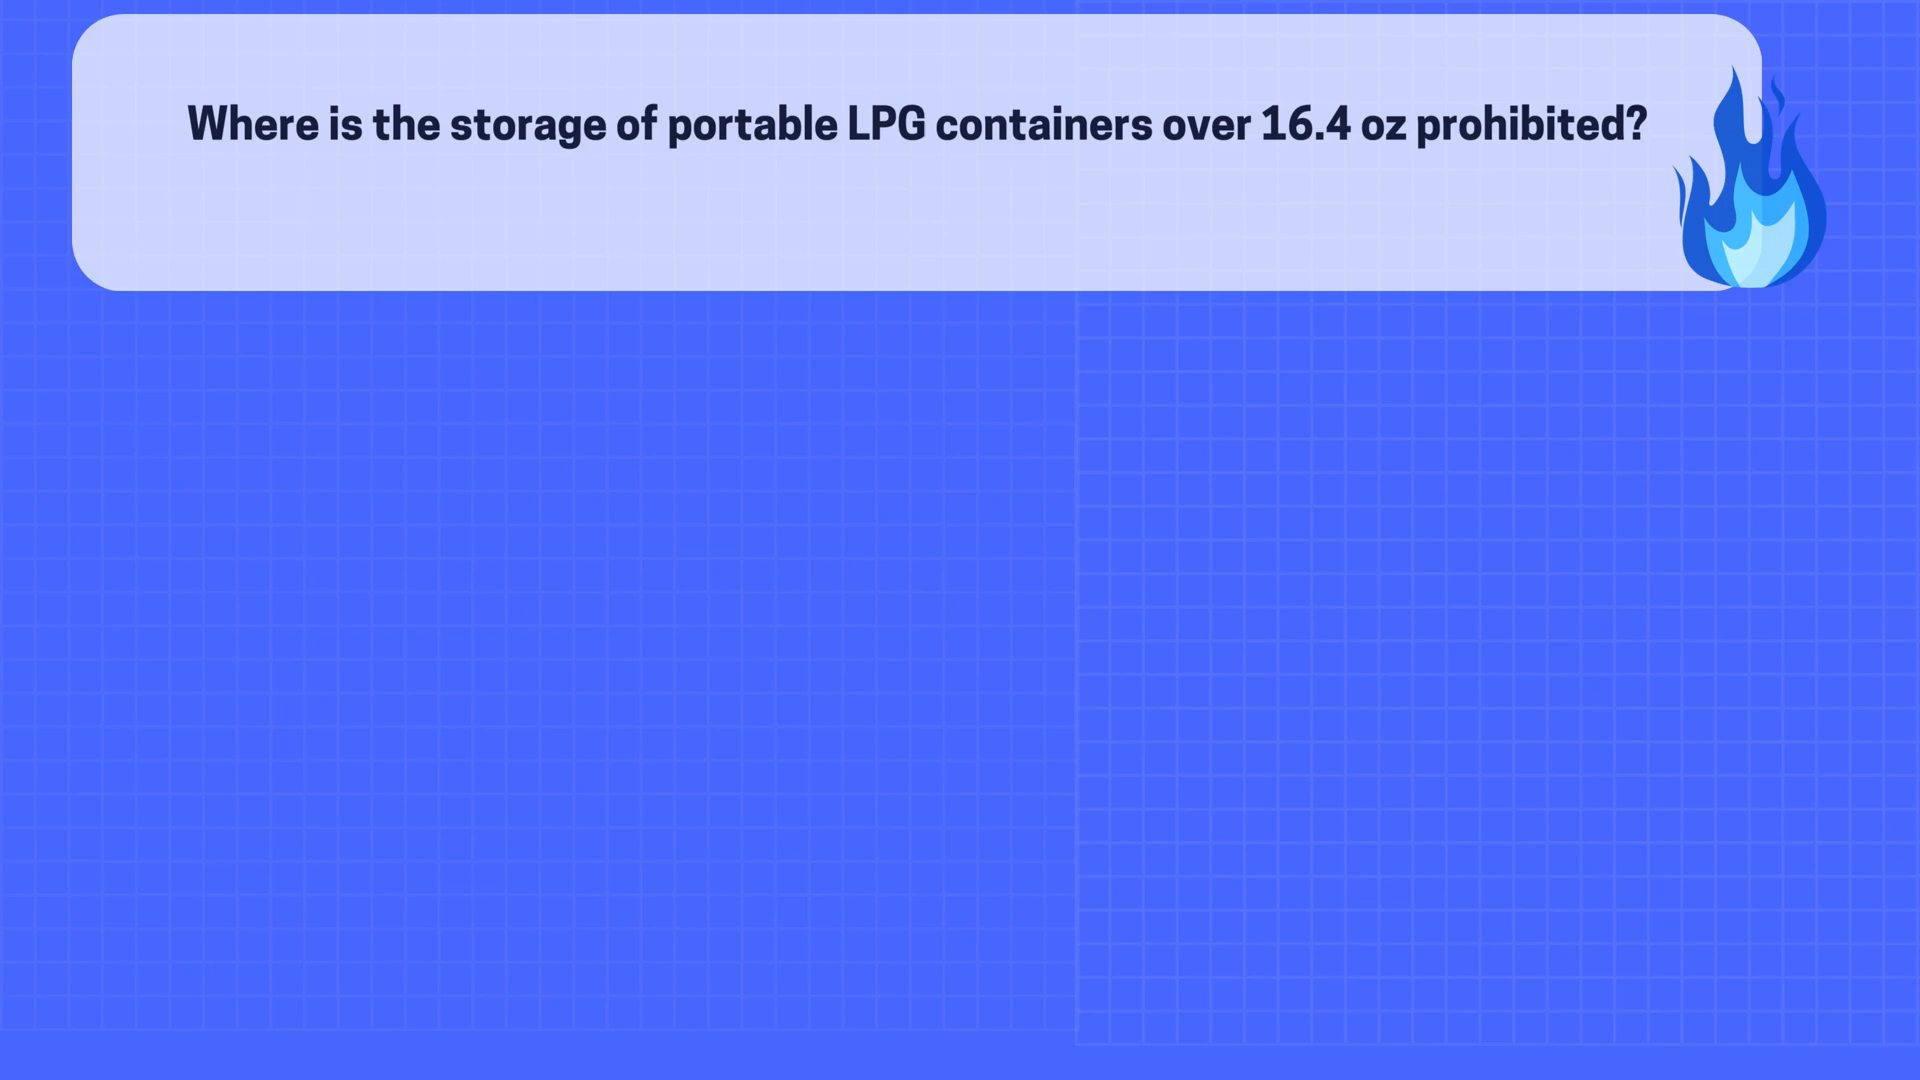 Where is the storage of portable LPG containers over 16.4 oz prohibited?